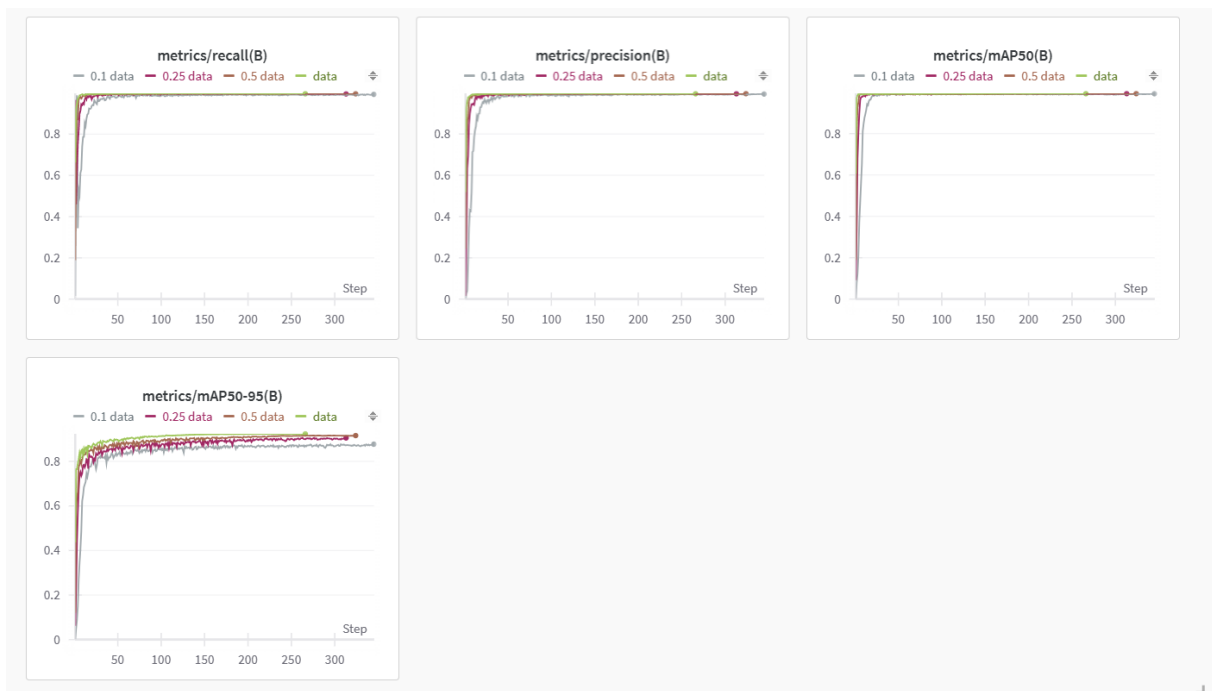 metrics/recall(B)
0.1 data 0.25 data 0.5 data data
0.8
0.6
0.4
0.2
0
Step
50 100 150 200 250 300
metrics/precision(B)
0.1 data 0.25 data 0.5 data data
0.8
0.6
0.4
0.2
0
Step
50 100 150 200 250 300
metrics/mAP50(B)
0.1 data 0.25 data 0.5 data data
0.8
0.6
0.4
0.2
0
Step
50 100 150 200 250 300
metrics/mAP50-95(B)
0.1 data 0.25 data 0.5 data data
0.8
0.6
0.4
0.2
0
Step
50 100 150 200 250 300